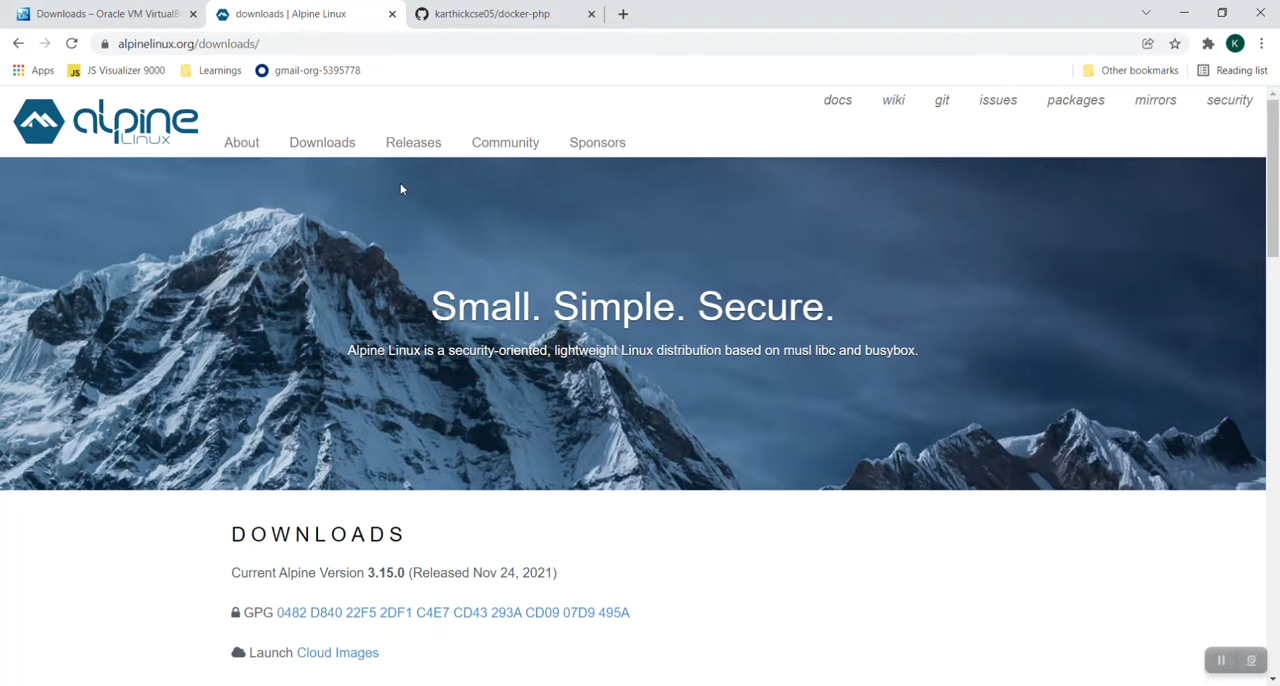 Downloads – Oracle VM VirtualB
downloads | Alpine Linux
karthickcse05/docker-php
alpinelinux.org/downloads/
K
Apps
JS
JS Visualizer 9000
Learnings
gmail-org-5395778
Other bookmarks
Reading list
alpine
Linux
docs
wiki
git
issues
packages
mirrors
security
About
Downloads
Releases
Community
Sponsors
Small. Simple. Secure.
Alpine Linux is a security-oriented, lightweight Linux distribution based on musl libc and busybox.
DOWNLOADS
Current Alpine Version 3.15.0 (Released Nov 24, 2021)
GPG 0482 D840 22F5 2DF1 C4E7 CD43 293A CD09 07D9 495A
Launch Cloud Images